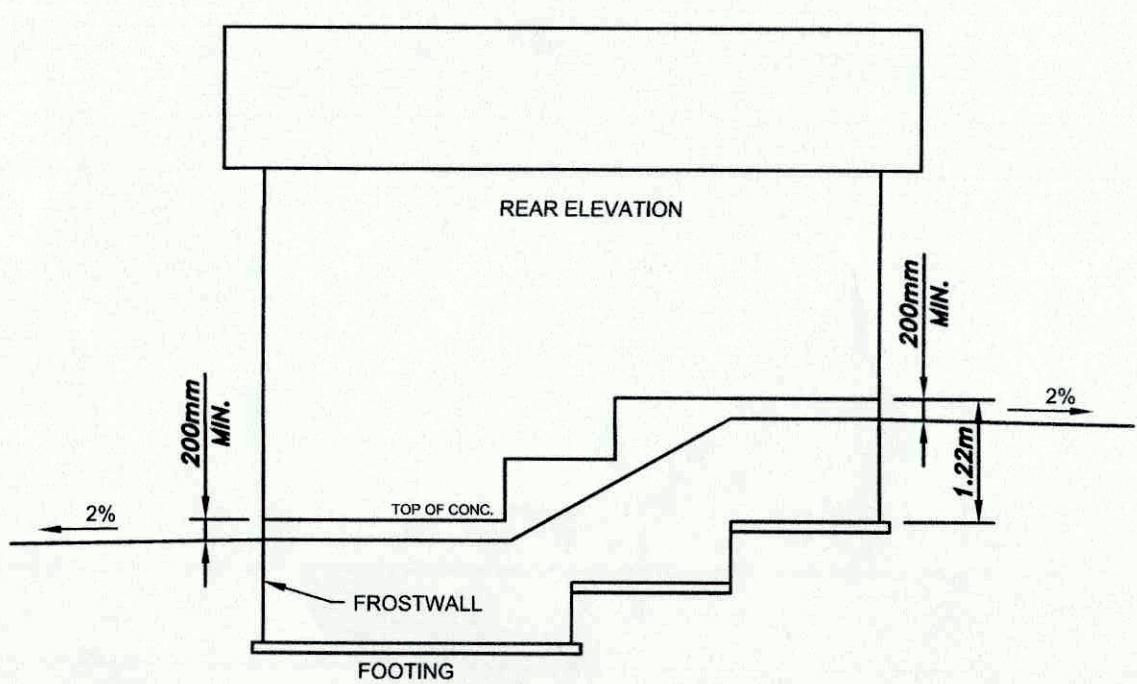 REAR ELEVATION
200mm
MIN.
2%
200mm
MIN.
1.22m
TOP OF CONC.
2%
FROSTWALL
FOOTING